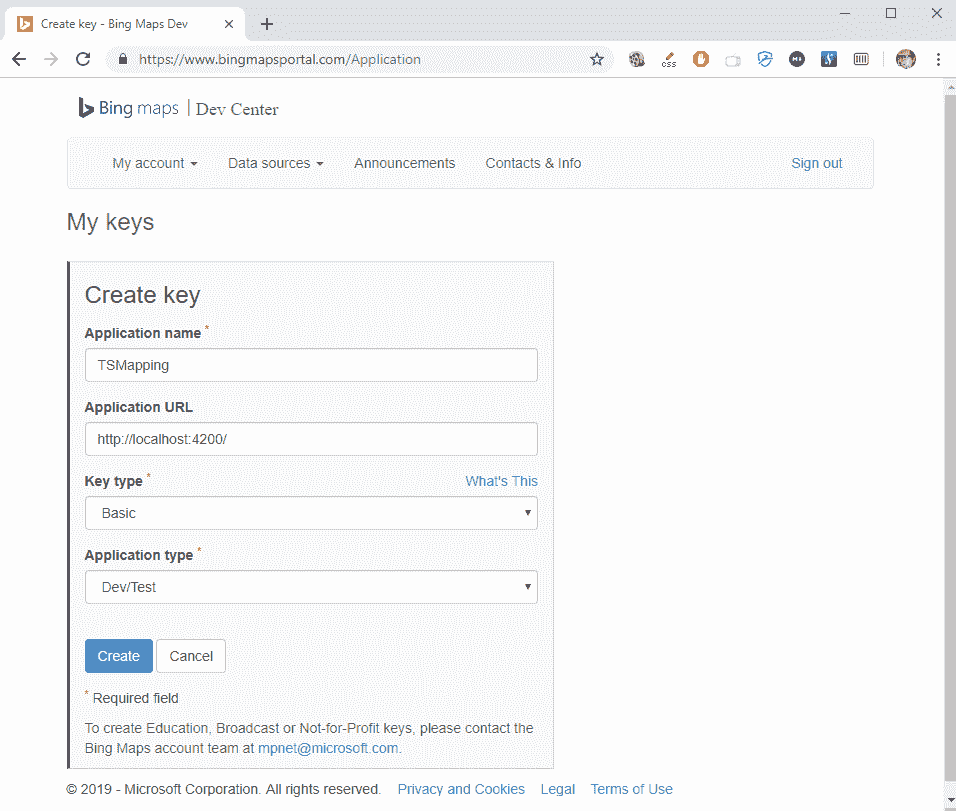 Create key - Bing Maps Dev
https://www.bingmapsportal.com/Application
css
Bing maps | Dev Center
My account Data sources Announcements Contacts & Info Sign out
My keys
Create key
Application name *
TSMapping
Application URL
http://localhost:4200/
Key type * What's This
Basic
Application type *
Dev/Test
Create Cancel
* Required field
To create Education, Broadcast or Not-for-Profit keys, please contact the
Bing Maps account team at mpnet@microsoft.com.
© 2019 - Microsoft Corporation. All rights reserved. Privacy and Cookies Legal Terms of Use